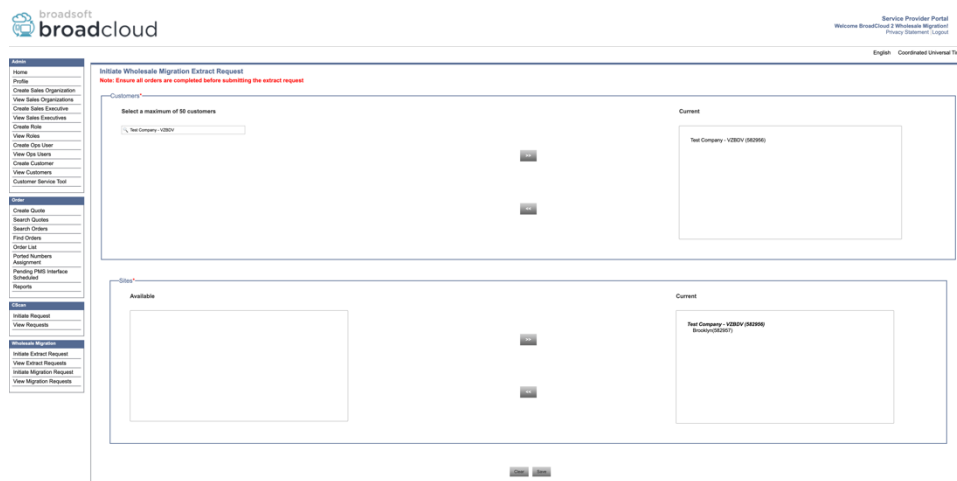 broadsoft
broadcloud
Service Provider Portal
Welcome BroadCloud 2 Wholesale Migration!
Privacy Statement Logout
English Coordinated Universal Ti
Admin
Home
Profile
Create Sales Organization
View Sales Organizations
Create Sales Executive
View Sales Executives
Create Role
View Roles
Create Ops User
View Ops Users
Create Customer
View Customers
Customer Service Tool
Order
Create Quote
Search Quotes
Search Orders
Find Orders
Order List
Ported Numbers
Assignment
Pending PMS Interface
Scheduled
Reports
CScan
Initiate Request
View Requests
Wholesale Migration
Initiate Extract Request
View Extract Requests
Initiate Migration Request
View Migration Requests
Initiate Wholesale Migration Extract Request
Note: Ensure all orders are completed before submitting the extract request
Customers*
Select a maximum of 50 customers
Test Company - VZBDV
Current
Test Company - VZBDV (582956)
Sites*
Available
Current
Test Company - VZBDV (582956)
Brooklyn(582957)
Clear Save